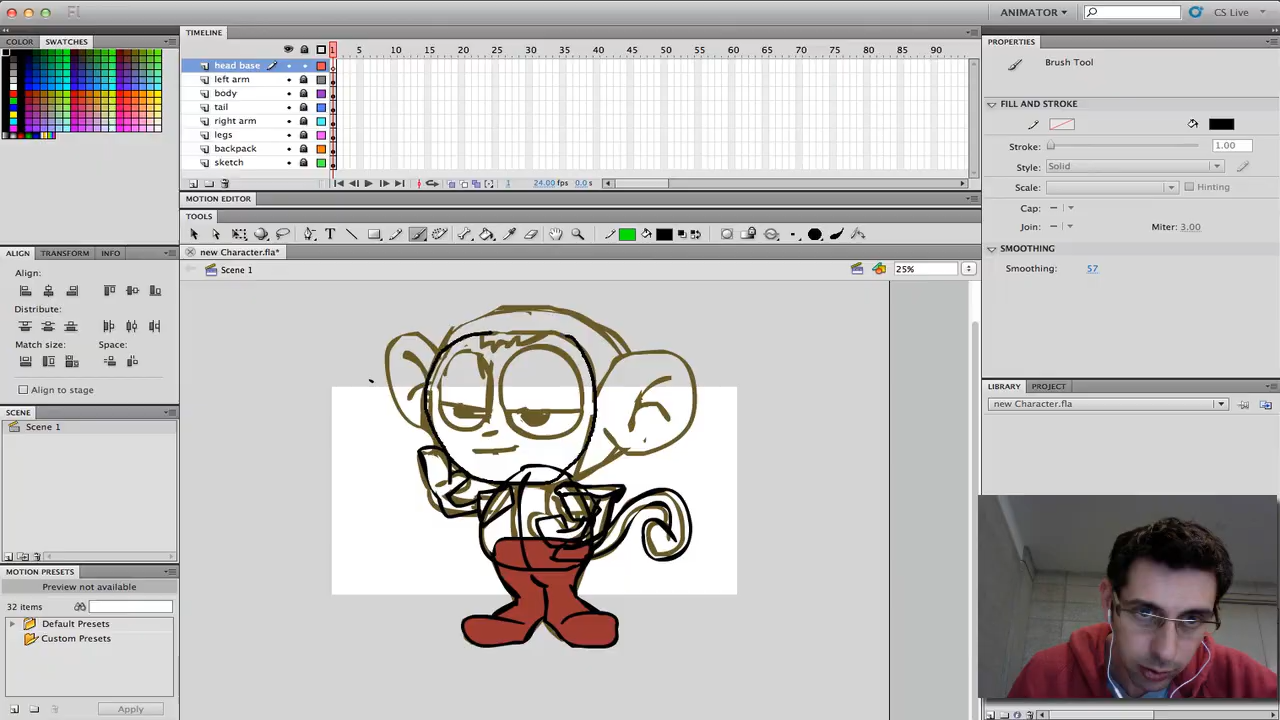 Fl
ANIMATOR
CS Live
COLOR SWATCHES
TIMELINE
PROPERTIES
1 5 10 15 20 25 30 35 40 45 50 55 60 65 70 75 80 85 90
head base
left arm
body
tail
right arm
legs
backpack
sketch
1 24.00 fps 0.0 s
MOTION EDITOR
TOOLS
new Character.fla*
Scene 1
25%
Brush Tool
FILL AND STROKE
Stroke: 1.00
Style: Solid
Scale: Hinting
Cap:
Join: Miter: 3.00
SMOOTHING
Smoothing: 57
ALIGN TRANSFORM INFO
Align:
Distribute:
Match size: Space:
Align to stage
SCENE
Scene 1
MOTION PRESETS
Preview not available
32 items
Default Presets
Custom Presets
Apply
LIBRARY PROJECT
new Character.fla